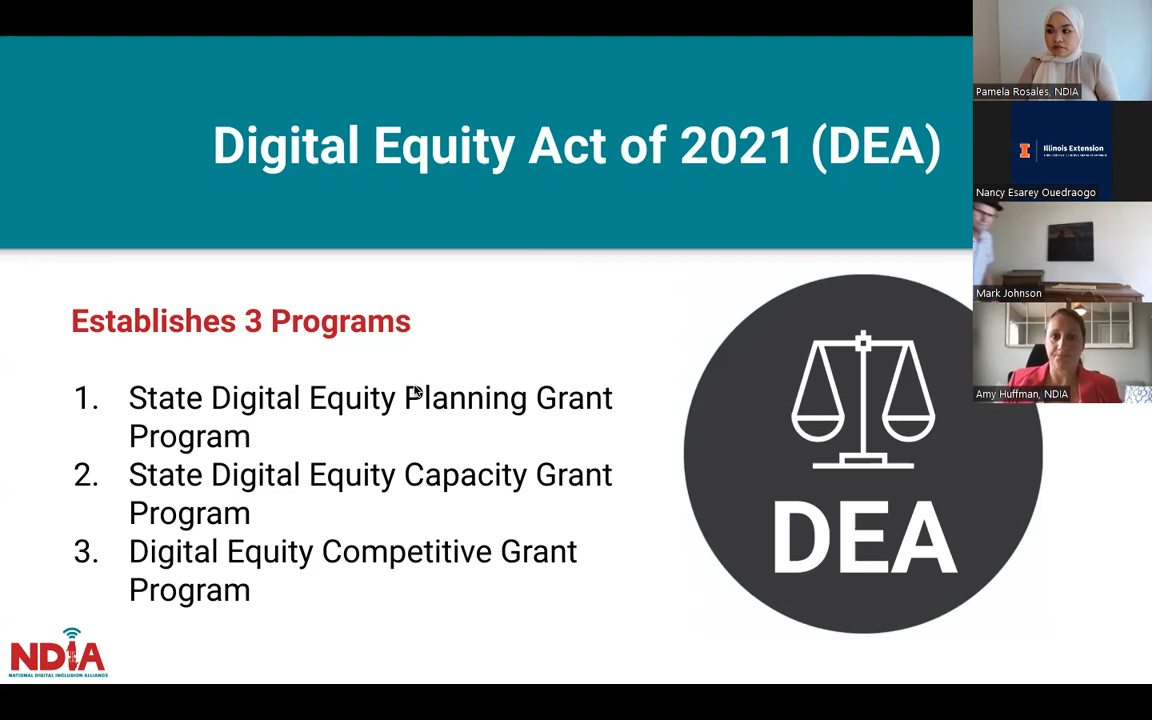 Digital Equity Act of 2021 (DEA)
Establishes 3 Programs
1. State Digital Equity Planning Grant
Program
2. State Digital Equity Capacity Grant
Program
3. Digital Equity Competitive Grant
Program
DEA
NDIA
NATIONAL DIGITAL INCLUSION ALLIANCE
Pamela Rosales, NDIA
I Illinois Extension
Nancy Esarey Ouedraogo
Mark Johnson
Amy Huffman, NDIA